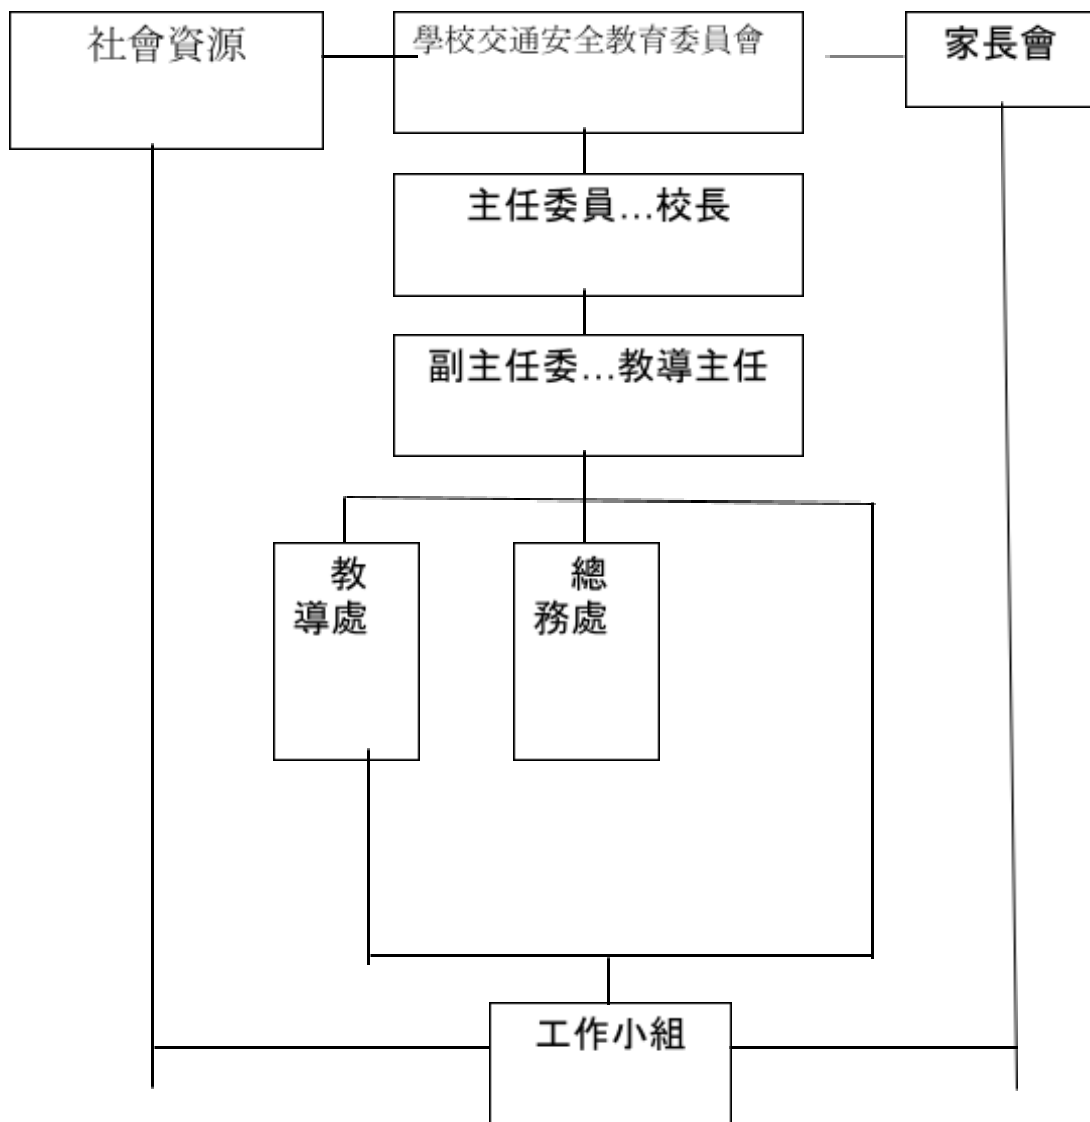 社會資源
學校交通安全教育委員會
家長會
主任委員...校長
副主任委...教導主任
教
導處
總
務處
工作小組